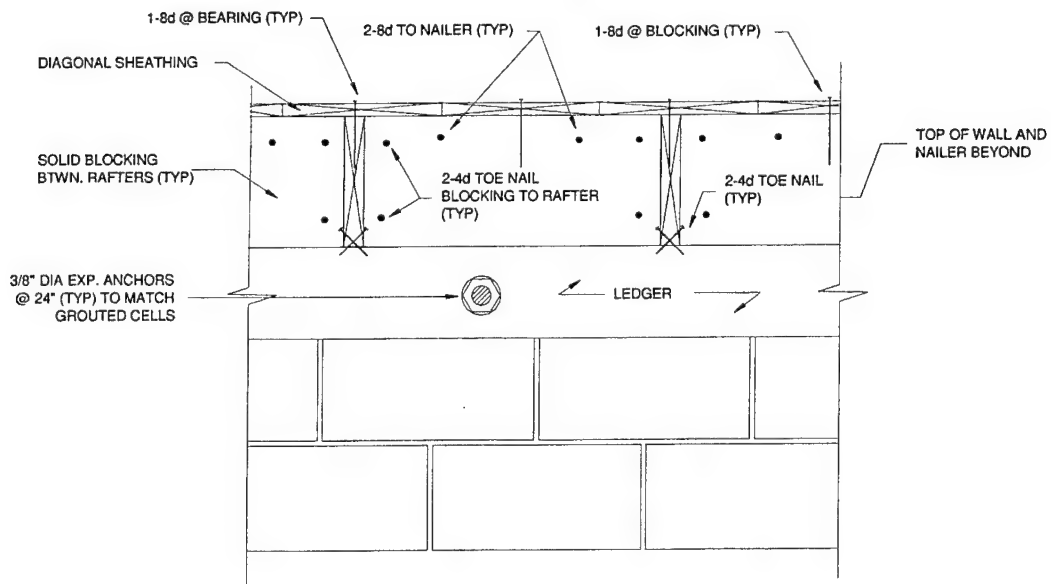 1-8d @ BEARING (TYP)
2-8d TO NAILER (TYP)
1-8d @ BLOCKING (TYP)
DIAGONAL SHEATHING
SOLID BLOCKING
BTWN. RAFTERS (TYP)
TOP OF WALL AND
NAILER BEYOND
2-4d TOE NAIL
BLOCKING TO RAFTER
(TYP)
2-4d TOE NAIL
(TYP)
3/8" DIA EXP. ANCHORS
@ 24" (TYP) TO MATCH
GROUTED CELLS
LEDGER